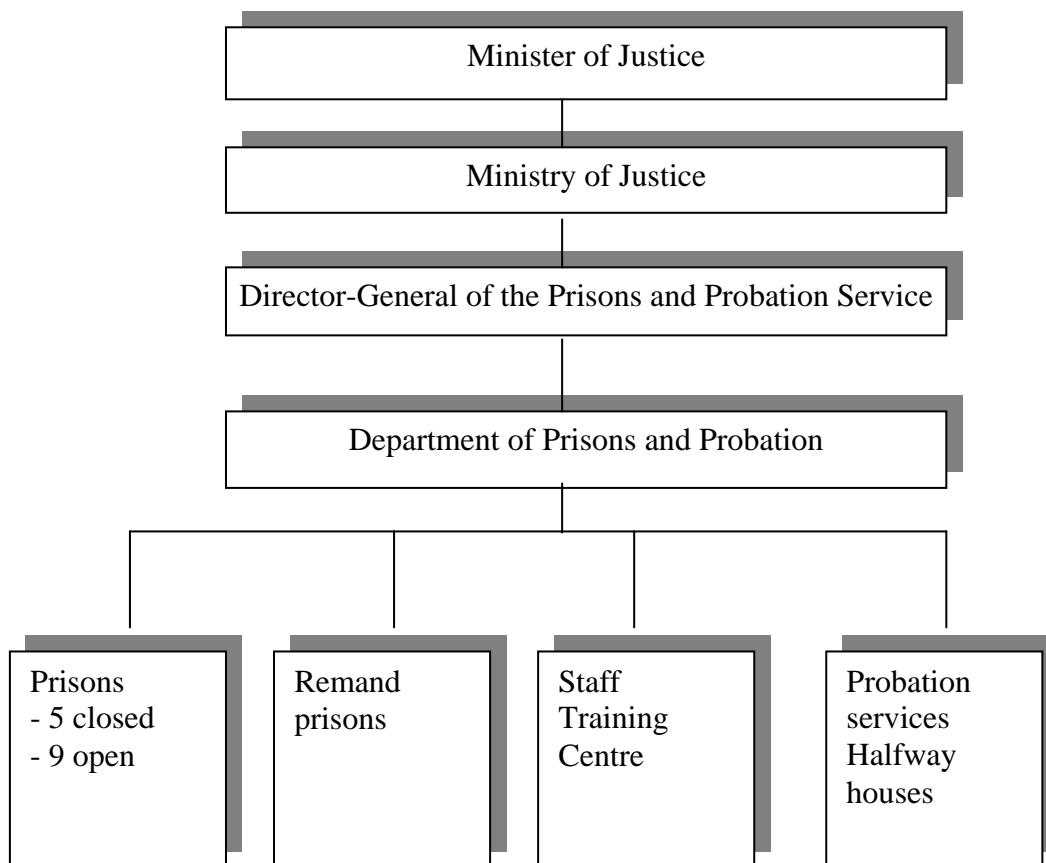 Minister of Justice
Ministry of Justice
Director-General of the Prisons and Probation Service
Department of Prisons and Probation
Prisons
- 5 closed
- 9 open
Remand
prisons
Staff
Training
Centre
Probation
services
Halfway
houses